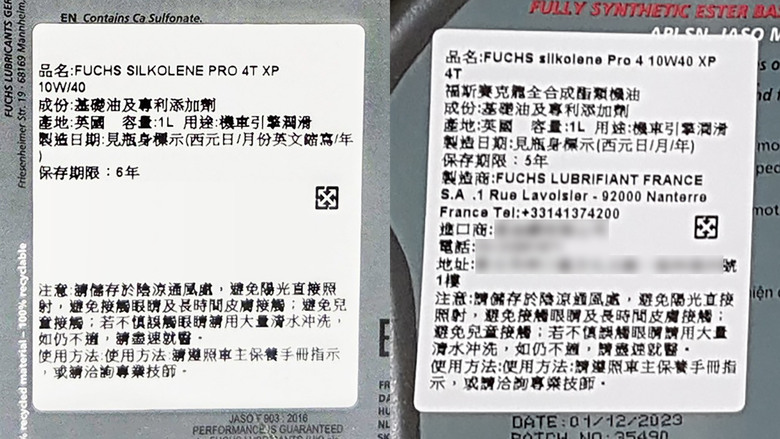 EN Contains Ca Sulfonate.
FUCHS LUBRICANTS GER
Friesenheimer Str. 19 · 68169 Mannheim,
品名:FUCHS SILKOLENE PRO 4T XP
10W/40
成份:基礎油及專利添加劑
產地:英國 容量:1L 用途:機車引擎潤滑
製造日期:見瓶身標示(西元日/月份英文縮寫/年
)
保存期限：6年
注意:請儲存於陰涼通風處，避免陽光直接照
射，避免接觸眼睛及長時間皮膚接觸；避免兒
童接觸；若不慎誤觸眼睛請用大量清水沖洗，
如仍不適，請盡速就醫。
使用方法:使用方法:請遵照車主保養手冊指示
，或請洽詢專業技師。
recycled material – 100% recyclable
JASO T 903 : 2016
PERFORMANCE IS GUARANTEED
FULLY SYNTHETIC ESTER BA
API SN, JASO M
品名:FUCHS silkolene Pro 4 10W40 XP
4T
福斯賽克龍全合成酯類機油
成份:基礎油及專利添加劑
產地:英國 容量:1L 用途:機車引擎潤滑
製造日期:見瓶身標示(西元日/月/年)
保存期限：5年
製造商:FUCHS LUBRIFIANT FRANCE
S.A .1 Rue Lavoisier - 92000 Nanterre
France Tel:+33141374200
進口商:
電話:
地址: 號
1樓
注意:請儲存於陰涼通風處，避免陽光直接
照射，避免接觸眼睛及長時間皮膚接觸；
避免兒童接觸；若不慎誤觸眼睛請用大量
清水沖洗，如仍不適，請盡速就醫。
使用方法:使用方法:請遵照車主保養手冊指
示，或請洽詢專業技師。
DATE:01/12/2023
BATCH NO:35490